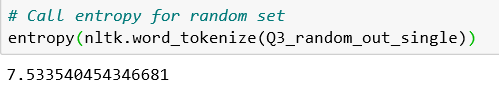 # Call entropy for random set
entropy(nltk.word_tokenize(Q3_random_out_single))
7.533540454346681